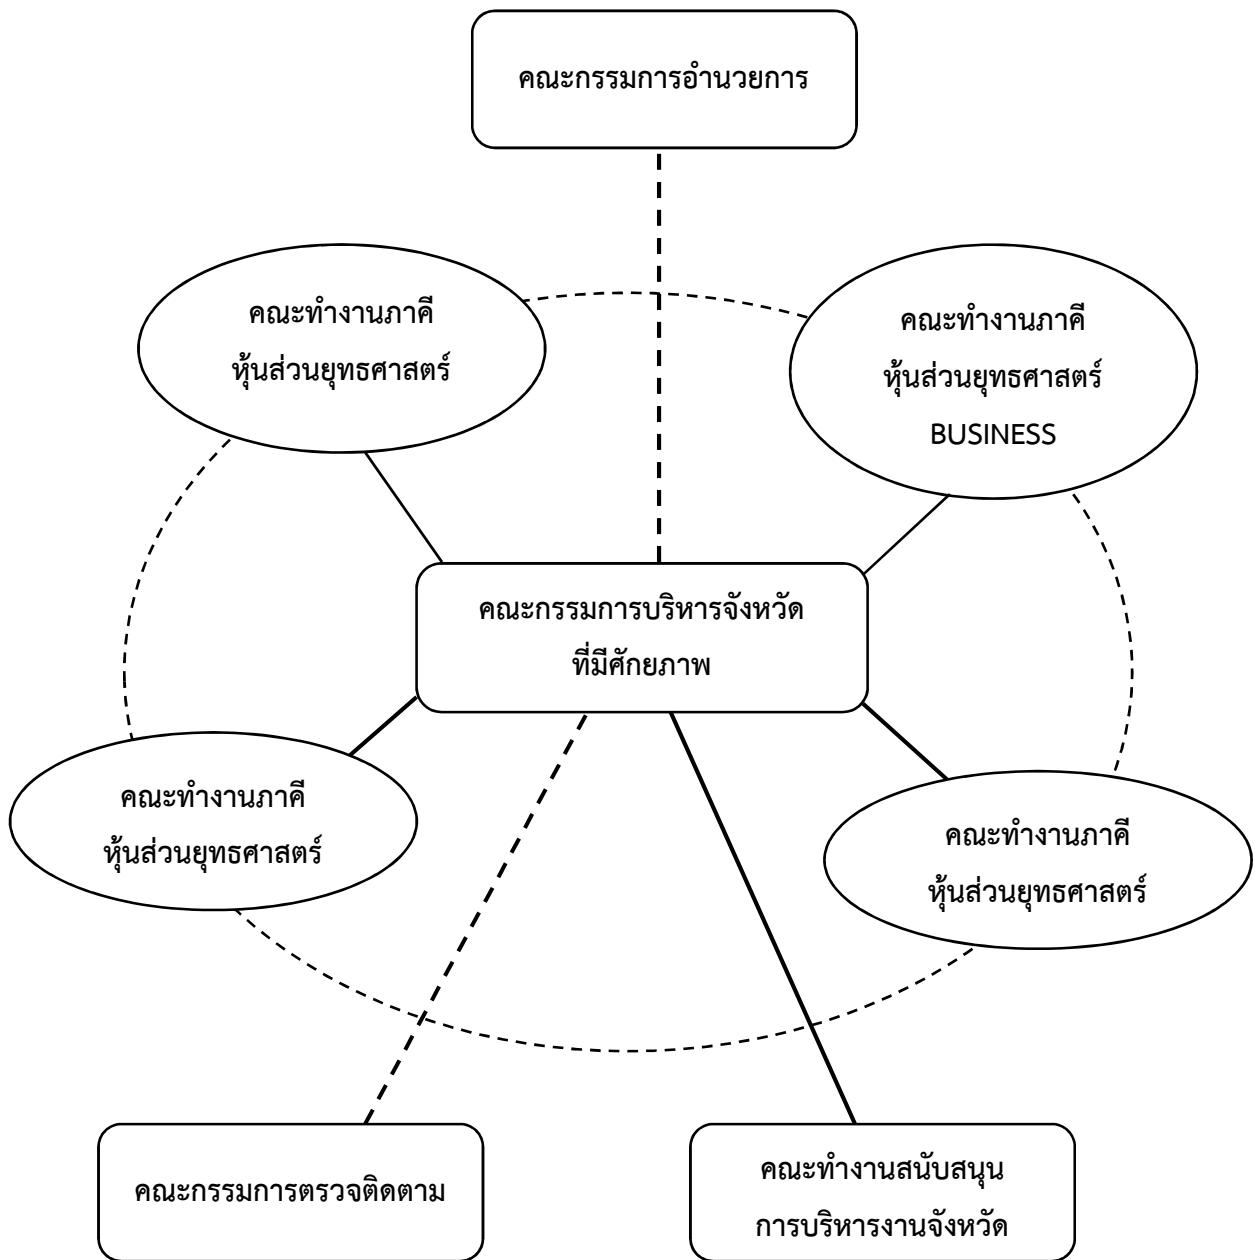 คณะกรรมการอำนวยการ
คณะทำงานภาคี
หุ้นส่วนยุทธศาสตร์
คณะทำงานภาคี
หุ้นส่วนยุทธศาสตร์
BUSINESS
คณะกรรมการบริหารจังหวัด
ที่มีศักยภาพ
คณะทำงานภาคี
หุ้นส่วนยุทธศาสตร์
คณะทำงานภาคี
หุ้นส่วนยุทธศาสตร์
คณะกรรมการตรวจติดตาม
คณะทำงานสนับสนุน
การบริหารงานจังหวัด